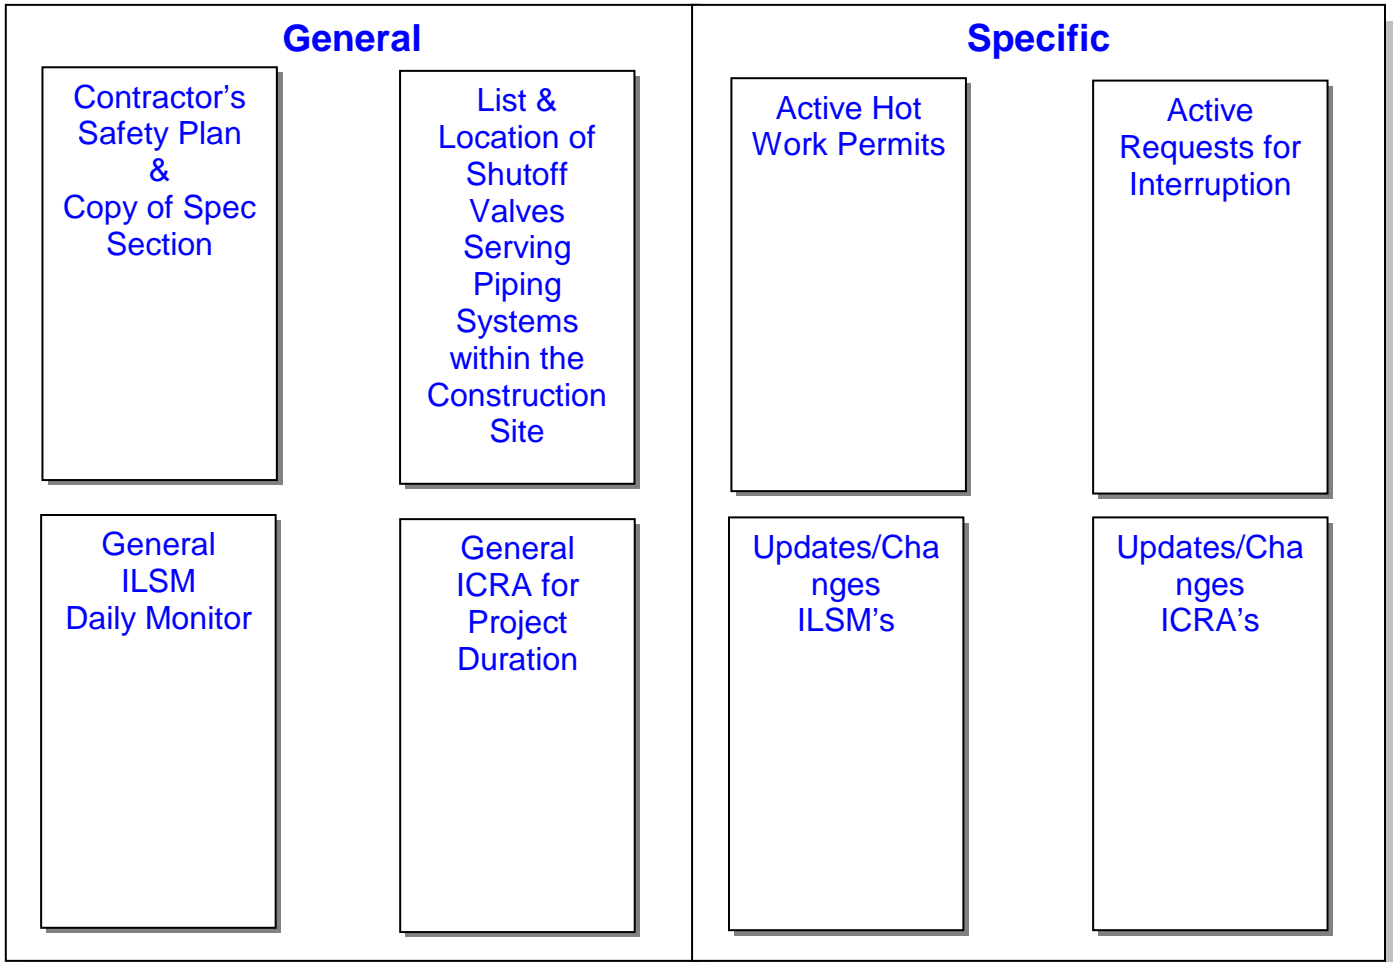 General
Contractor’s
Safety Plan
&
Copy of Spec
Section
List &
Location of
Shutoff
Valves
Serving
Piping
Systems
within the
Construction
Site
General
ILSM
Daily Monitor
General
ICRA for
Project
Duration
Specific
Active Hot
Work Permits
Active
Requests for
Interruption
Updates/Cha
nges
ILSM’s
Updates/Cha
nges
ICRA’s